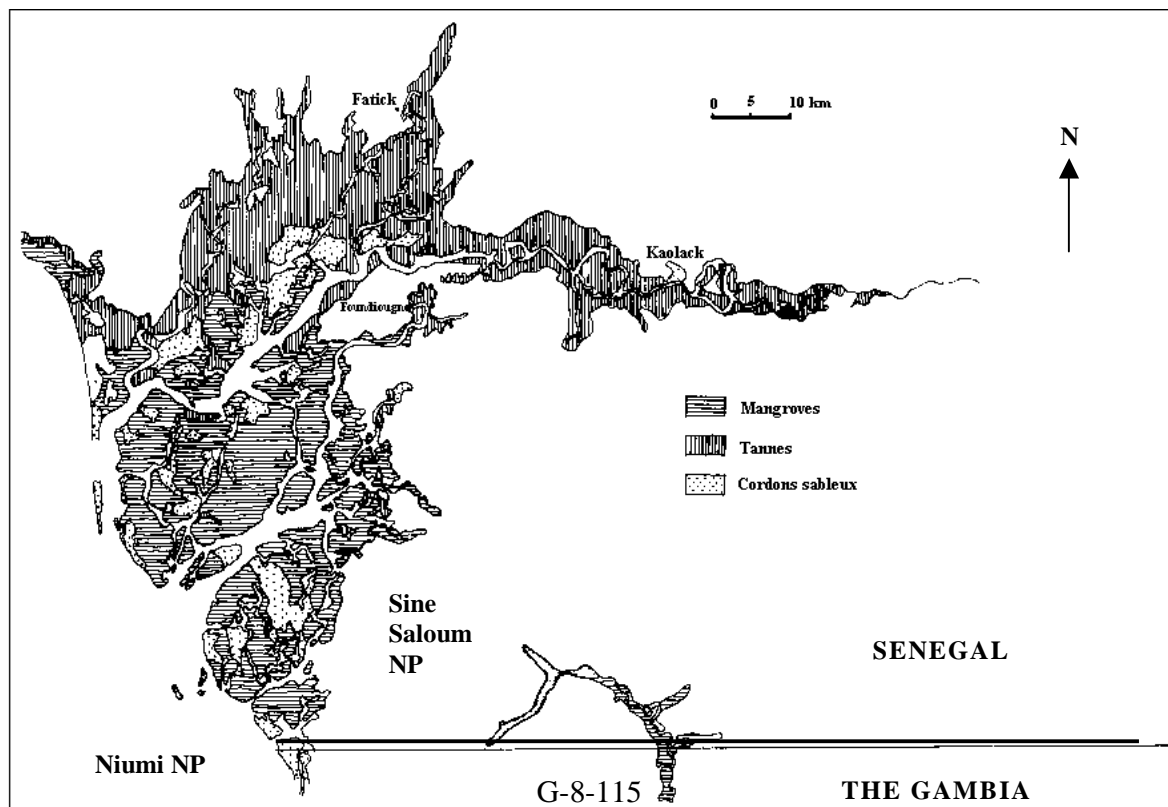 Fatick
0 5 10 km
N
Kaolack
Foundiougne
Mangroves
Tannes
Cordons sableux
Sine
Saloum
NP
SENEGAL
Niumi NP
G-8-115
THE GAMBIA